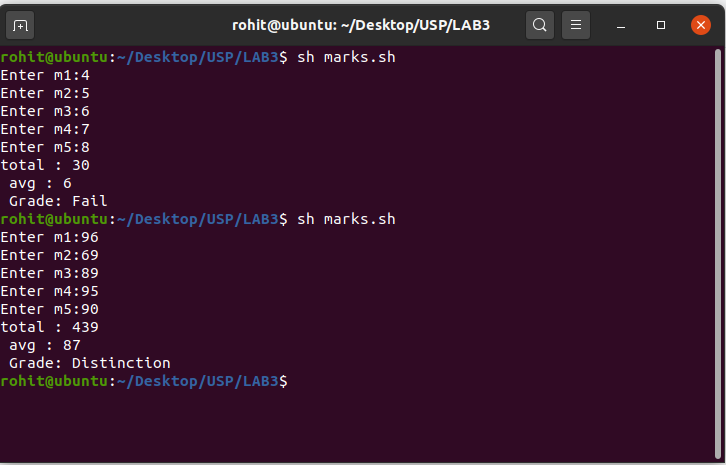 rohit@ubuntu: ~/Desktop/USP/LAB3
rohit@ubuntu:~/Desktop/USP/LAB3$ sh marks.sh
Enter m1:4
Enter m2:5
Enter m3:6
Enter m4:7
Enter m5:8
total : 30
 avg : 6
 Grade: Fail
rohit@ubuntu:~/Desktop/USP/LAB3$ sh marks.sh
Enter m1:96
Enter m2:69
Enter m3:89
Enter m4:95
Enter m5:90
total : 439
 avg : 87
 Grade: Distinction
rohit@ubuntu:~/Desktop/USP/LAB3$